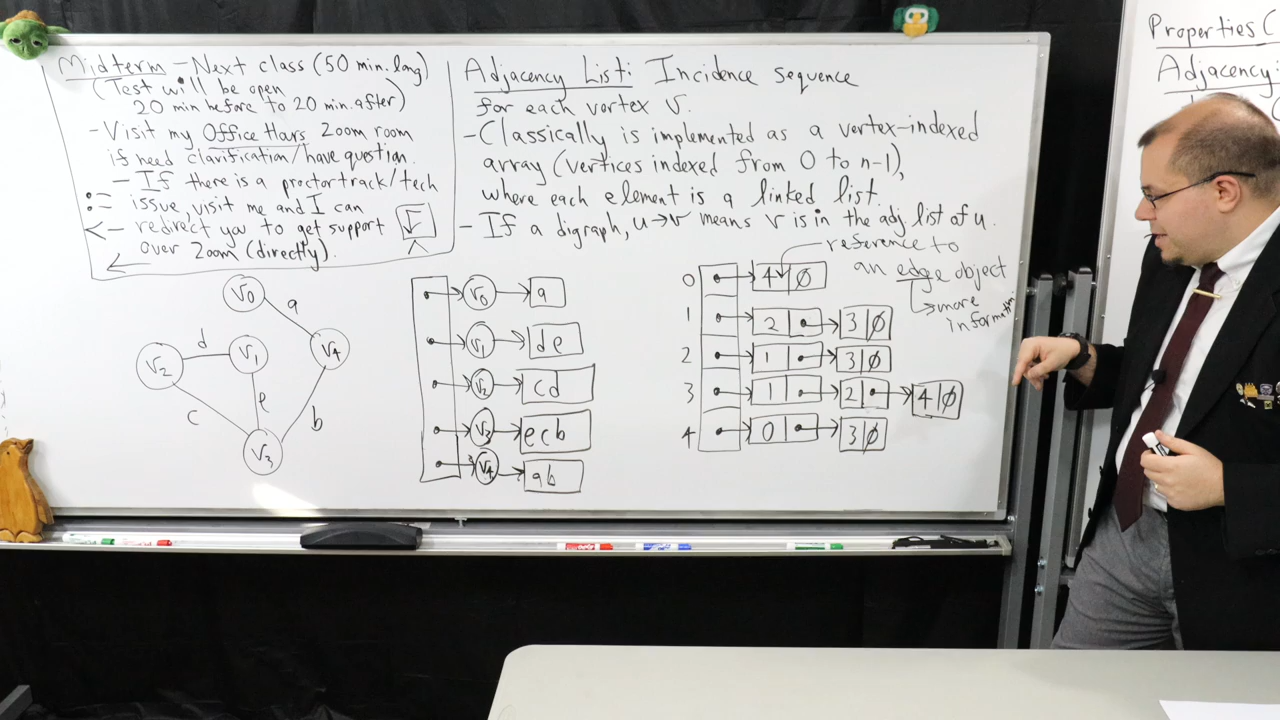 Midterm - Next class (50 min. long)
(Test will be open
20 min before to 20 min. after)
- Visit my Office Hours Zoom room
if need clarification/have question.
- If there is a proctortrack/tech
issue, visit me and I can
redirect you to get support
over Zoom (directly).
Adjacency List: Incidence sequence
for each vertex v.
- Classically is implemented as a vertex-indexed
array (vertices indexed from 0 to n-1),
where each element is a linked list.
- If a digraph, u→v means v is in the adj. list of u.
reference to
an edge object
more
information
v0
a
v4
d
v2
v1
c
e
b
v3
v0 a
v1 de
v2 cd
v3 ecb
v4 ab
0 4 ∅
1 2 3 ∅
2 1 3 ∅
3 1 2 4 ∅
4 0 3 ∅
Properties (
Adjacency: